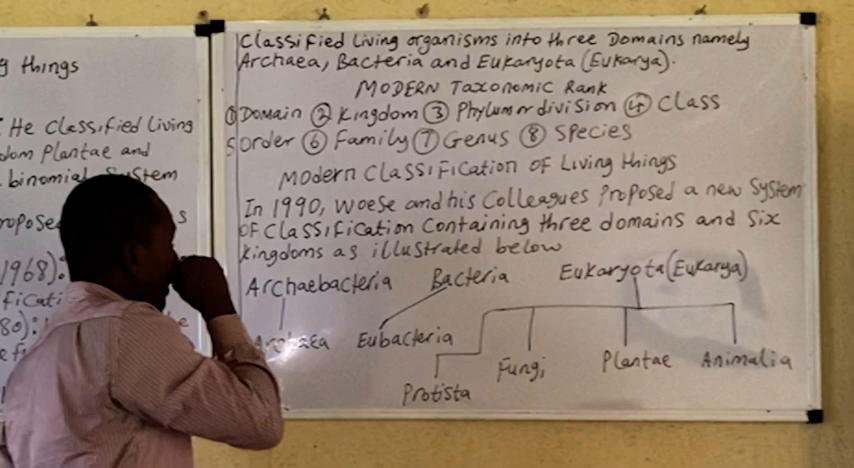 g things
: He Classified Living
dom Plantae and
binomial System
ropose s
1968):
ficati
80):
Classified Living organisms into three Domains namely
Archaea, Bacteria and Eukaryota (Eukarya).
MODERN Taxonomic Rank
① Domain ② Kingdom ③ Phylum or division ④ Class
5 Order ⑥ Family ⑦ Genus ⑧ Species
Modern Classification OF Living things
In 1990, Woese and his Colleagues Proposed a new System
OF Classification Containing three domains and Six
Kingdoms as illustrated below
Archaebacteria Bacteria Eukaryota (Eukarya)
Archaea Eubacteria
Fungi Plantae Animalia
Protista